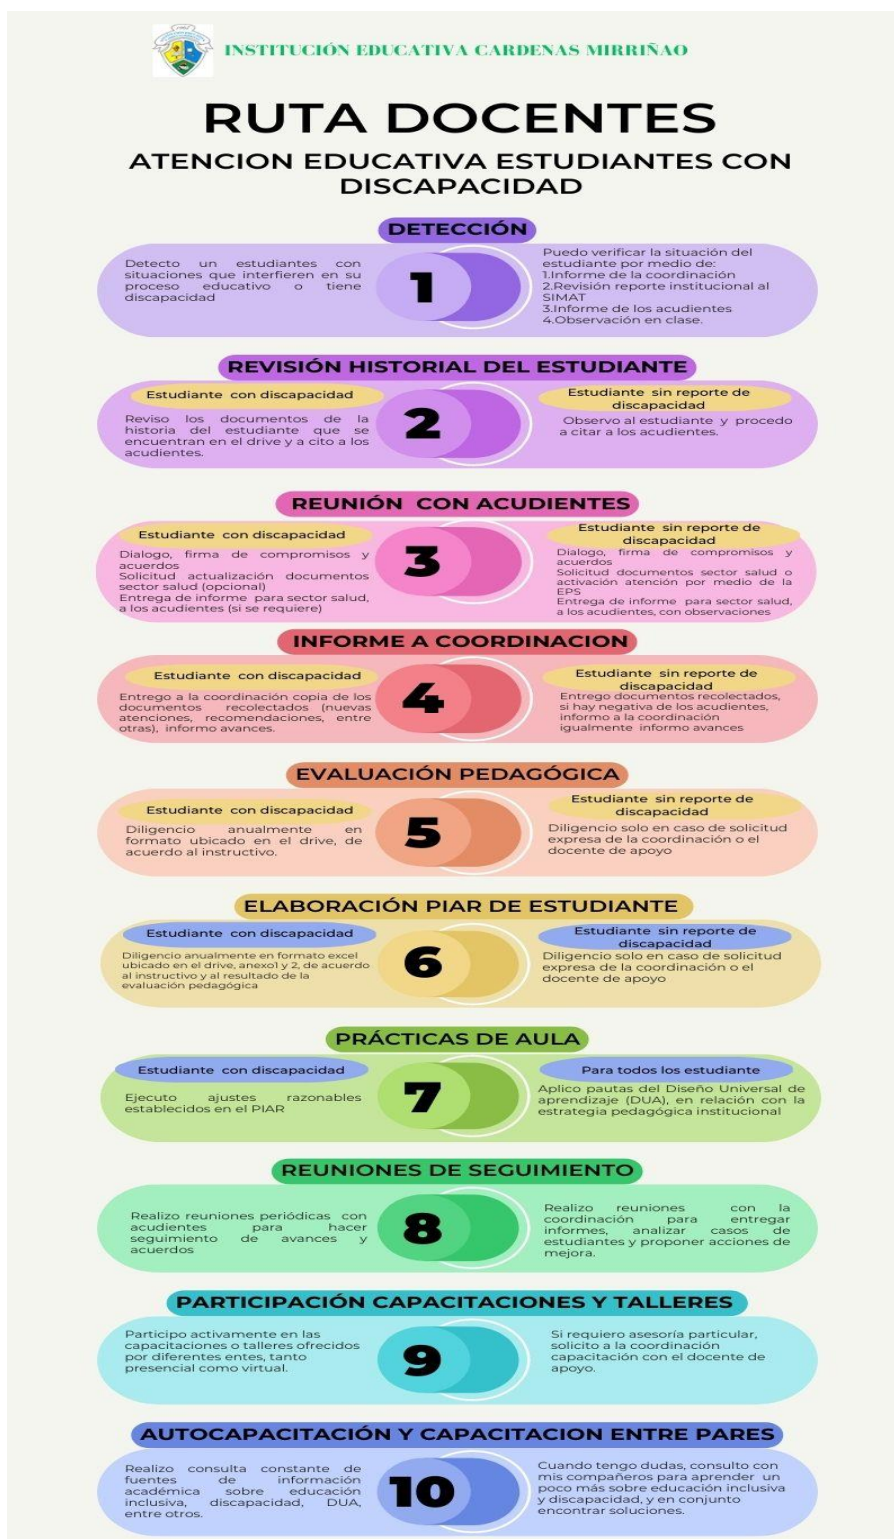 INSTITUCIÓN EDUCATIVA CARDENAS MIRRIÑAO
RUTA DOCENTES
ATENCION EDUCATIVA ESTUDIANTES CON
DISCAPACIDAD
DETECCIÓN
Detecto un estudiantes con
situaciones que interfieren en su
proceso educativo o tiene
discapacidad
1
Puedo verificar la situación del
estudiante por medio de:
1.Informe de la coordinación
2.Revisión reporte institucional al
SIMAT
3.Informe de los acudientes
4.Observación en clase.
REVISIÓN HISTORIAL DEL ESTUDIANTE
Estudiante con discapacidad
Reviso los documentos de la
historia del estudiante que se
encuentran en el drive y a cito a los
acudientes.
2
Estudiante sin reporte de
discapacidad
Observo al estudiante y procedo
a citar a los acudientes.
REUNIÓN CON ACUDIENTES
Estudiante con discapacidad
Dialogo, firma de compromisos y
acuerdos
Solicitud actualización documentos
sector salud (opcional)
Entrega de informe para sector salud,
a los acudientes (si se requiere)
3
Estudiante sin reporte de
discapacidad
Dialogo, firma de compromisos y
acuerdos
Solicitud documentos sector salud o
activación atención por medio de la
EPS
Entrega de informe para sector salud,
a los acudientes, con observaciones
INFORME A COORDINACION
Estudiante con discapacidad
Entrego a la coordinación copia de los
documentos recolectados (nuevas
atenciones, recomendaciones, entre
otras), informo avances.
4
Estudiante sin reporte de
discapacidad
Entrego documentos recolectados,
si hay negativa de los acudientes,
informo a la coordinación
igualmente informo avances
EVALUACIÓN PEDAGÓGICA
Estudiante con discapacidad
Diligencio anualmente en
formato ubicado en el drive, de
acuerdo al instructivo.
5
Estudiante sin reporte de
discapacidad
Diligencio solo en caso de solicitud
expresa de la coordinación o el
docente de apoyo
ELABORACIÓN PIAR DE ESTUDIANTE
Estudiante con discapacidad
Diligencio anualmente en formato excel
ubicado en el drive, anexo1 y 2, de acuerdo
al instructivo y al resultado de la
evaluación pedagógica
6
Estudiante sin reporte de
discapacidad
Diligencio solo en caso de solicitud
expresa de la coordinación o el
docente de apoyo
PRÁCTICAS DE AULA
Estudiante con discapacidad
Ejecuto ajustes razonables
establecidos en el PIAR
7
Para todos los estudiante
Aplico pautas del Diseño Universal de
aprendizaje (DUA), en relación con la
estrategia pedagógica institucional
REUNIONES DE SEGUIMIENTO
Realizo reuniones periódicas con
acudientes para hacer
seguimiento de avances y
acuerdos
8
Realizo reuniones con la
coordinación para entregar
informes, analizar casos de
estudiantes y proponer acciones de
mejora.
PARTICIPACIÓN CAPACITACIONES Y TALLERES
Participo activamente en las
capacitaciones o talleres ofrecidos
por diferentes entes, tanto
presencial como virtual.
9
Si requiero asesoría particular,
solicito a la coordinación
capacitación con el docente de
apoyo.
AUTOCAPACITACIÓN Y CAPACITACION ENTRE PARES
Realizo consulta constante de
fuentes de información
académica sobre educación
inclusiva, discapacidad, DUA,
entre otros.
10
Cuando tengo dudas, consulto con
mis compañeros para aprender un
poco más sobre educación inclusiva
y discapacidad, y en conjunto
encontrar soluciones.